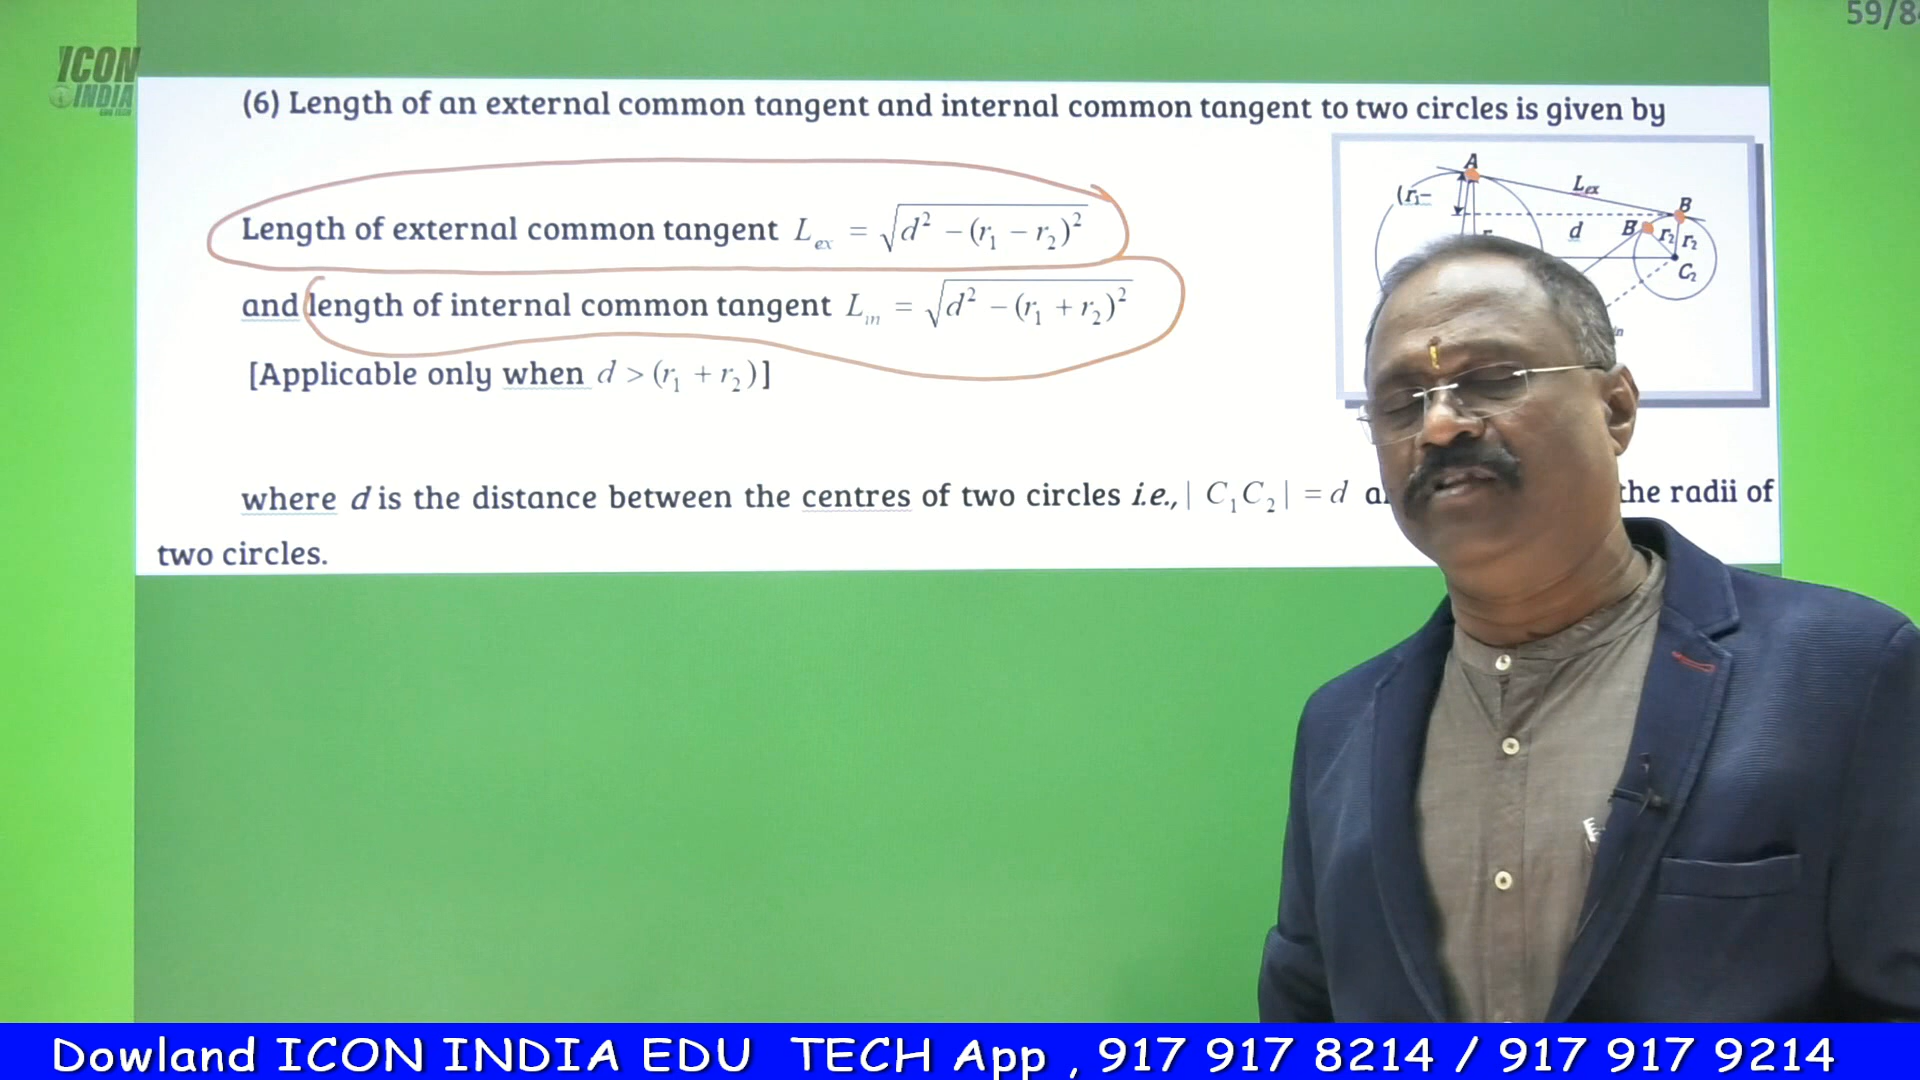 59/8
ICON
INDIA
(6) Length of an external common tangent and internal common tangent to two circles is given by
Length of external common tangent L_ex = √(d² − (r₁ − r₂)²)
and length of internal common tangent L_in = √(d² − (r₁ + r₂)²)
[Applicable only when d > (r₁ + r₂)]
A
(r₁−
L_ex
B
d
B
r₂
r₂
C₂
where d is the distance between the centres of two circles i.e., | C₁C₂ | = d the radii of
two circles.
Dowland ICON INDIA EDU TECH App , 917 917 8214 / 917 917 9214